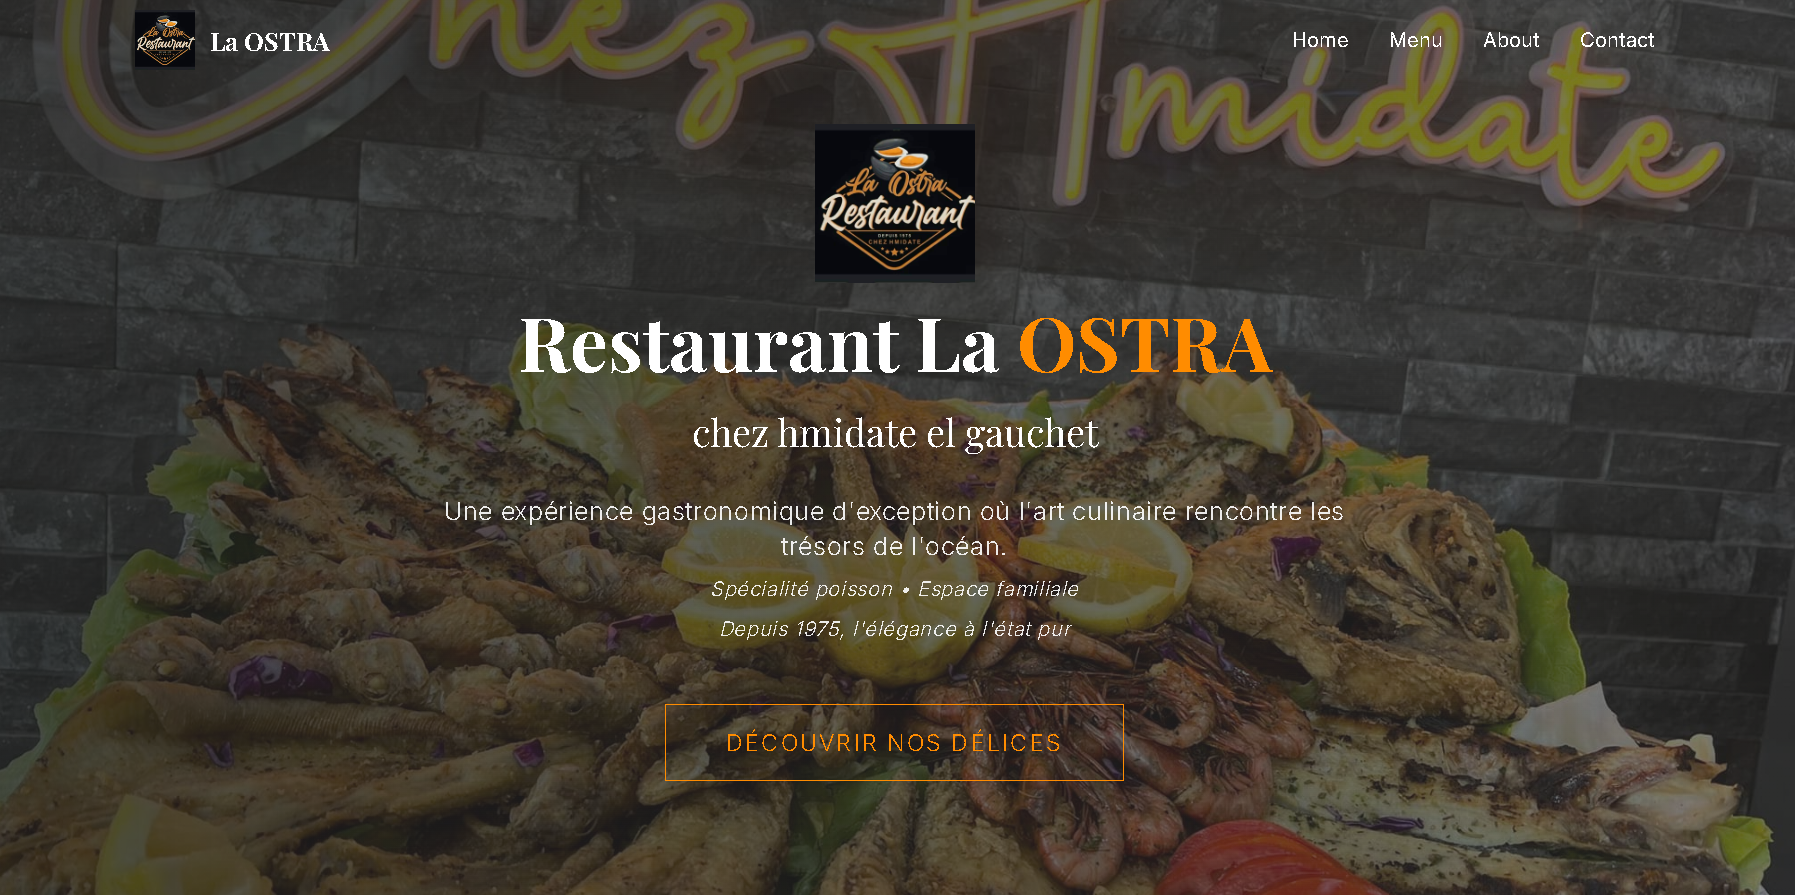 Chez Hmidate
La Ostra
Restaurant
La OSTRA
Home Menu About Contact
La Ostra
Restaurant
DEPUIS 1975
CHEZ HMIDATE
Restaurant La OSTRA
chez hmidate el gauchet
Une expérience gastronomique d'exception où l'art culinaire rencontre les
trésors de l'océan.
Spécialité poisson • Espace familiale
Depuis 1975, l'élégance à l'état pur
DÉCOUVRIR NOS DÉLICES